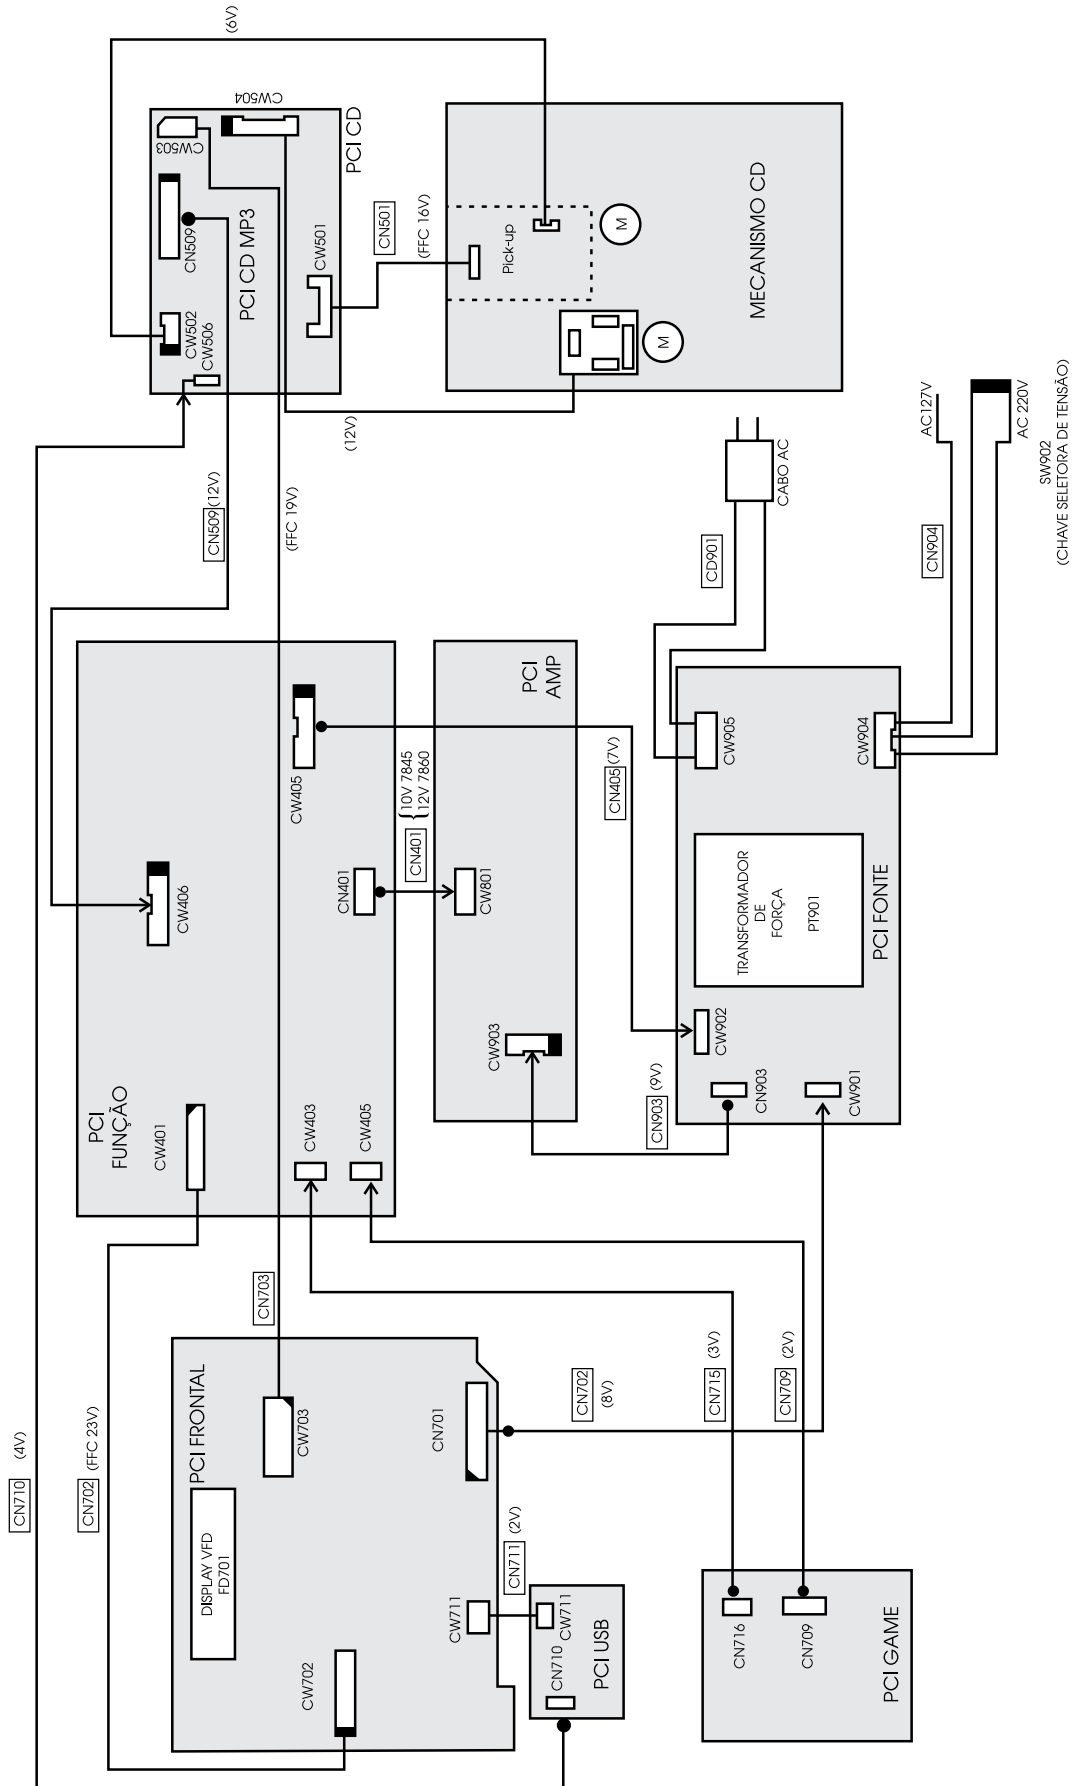 (6V)
CW504
CW503
PCI CD
CN509
PCI CD MP3
CW501
CW502
CW506
CN501
(FFC 16V)
Pick-up
M
M
MECANISMO CD
(12V)
CN509 (12V)
(FFC 19V)
CABO AC
CD901
AC127V
AC 220V
SW902
(CHAVE SELETORA DE TENSÃO)
CN904
PCI
AMP
CW405
10V 7845
12V 7860
CN401
CN405 (7V)
CW905
CW904
CW406
CN401
CW801
TRANSFORMADOR
DE
FORÇA
PT901
PCI FONTE
CW903
CW902
CN903
CW901
CN903 (9V)
PCI
FUNÇÃO
CW401
CW403
CW405
CN703
PCI FRONTAL
CW703
CN701
CN702
(8V)
CN715 (3V)
CN709 (2V)
CN710 (4V)
CN702 (FFC 23V)
DISPLAY VFD
FD701
CN711 (2V)
CW711
CW711
CW702
CN710
PCI USB
CN716
CN709
PCI GAME